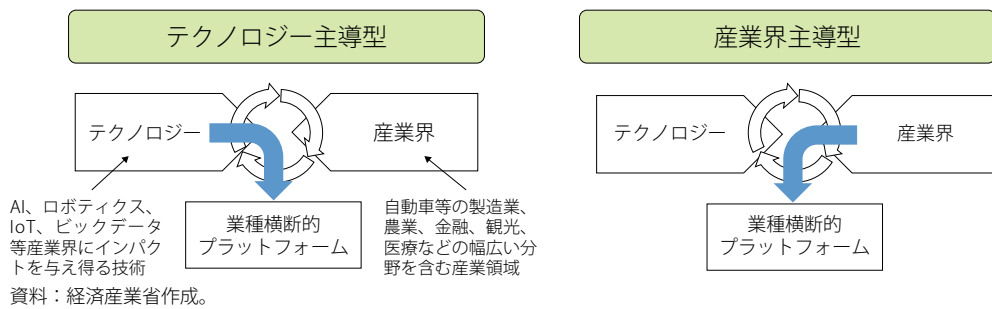 テクノロジー主導型
テクノロジー
産業界
AI、ロボティクス、
IoT、ビックデータ
等産業界にインパク
トを与え得る技術
業種横断的
プラットフォーム
自動車等の製造業、
農業、金融、観光、
医療などの幅広い分
野を含む産業領域
産業界主導型
テクノロジー
産業界
業種横断的
プラットフォーム
資料：経済産業省作成。